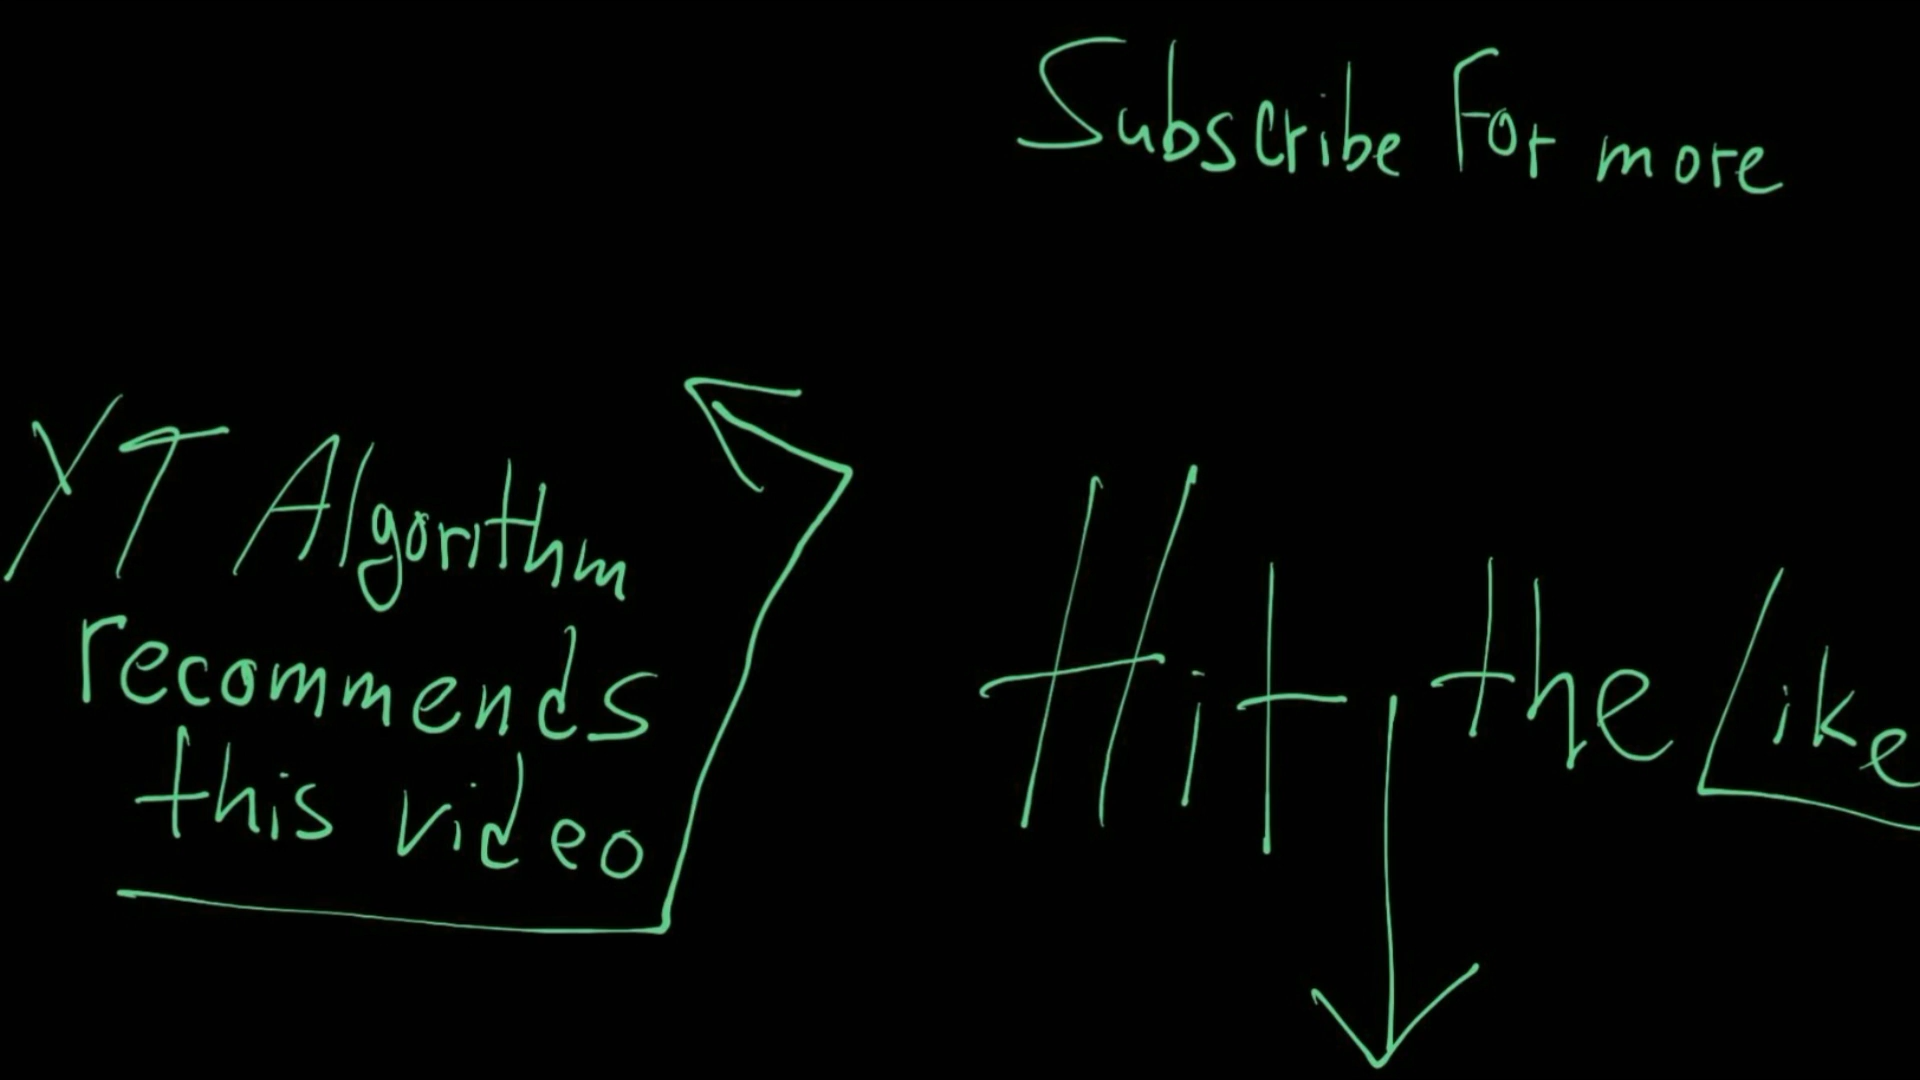 Subscribe For more
YT Algorithm
recommends
this video
Hit the Like